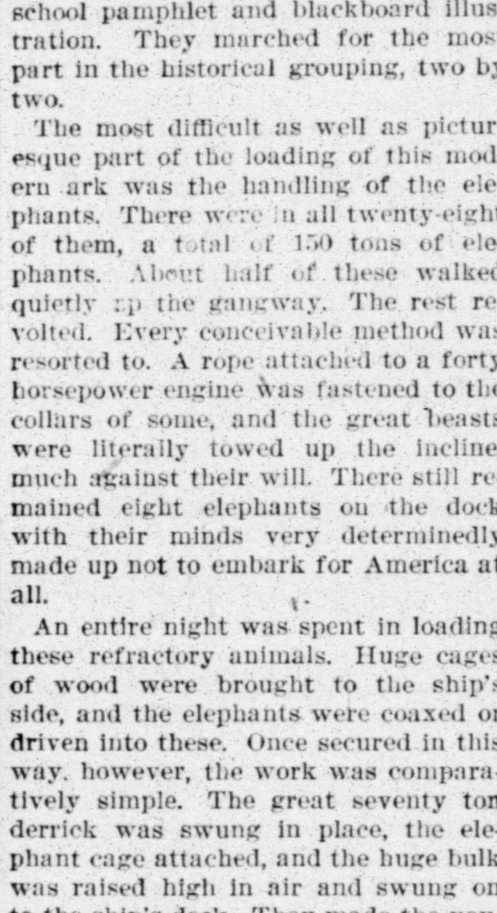 school pamphlet and blackboard illus
tration. They marched for the mos
part in the historical grouping, two by
two.
The most difficult as well as pictur
esque part of the loading of this mod
ern ark was the handling of the ele
phants. There were in all twenty-eight
of them, a total of 150 tons of ele
phants. About half of these walked
quietly up the gangway. The rest re
volted. Every conceivable method was
resorted to. A rope attached to a forty
horsepower engine was fastened to the
collars of some, and the great beasts
were literally towed up the incline
much against their will. There still re
mained eight elephants on the dock
with their minds very determinedly
made up not to embark for America at
all.
An entire night was spent in loading
these refractory animals. Huge cages
of wood were brought to the ship's
side, and the elephants were coaxed or
driven into these. Once secured in this
way, however, the work was compara-
tively simple. The great seventy ton
derrick was swung in place, the ele-
phant cage attached, and the huge bulk
was raised high in air and swung on
to the ship's deck. Then made the